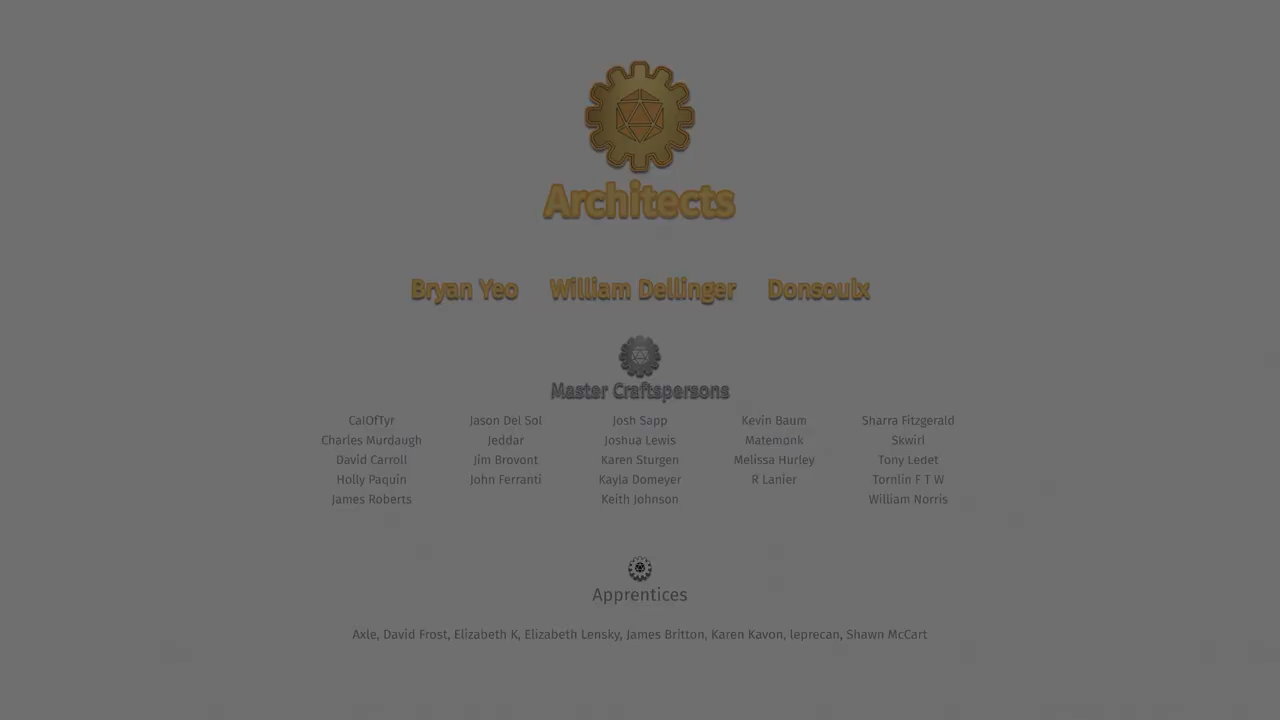 Architects
Bryan Yeo William Dellinger Donsoulx
Master Craftspersons
CalOfTyr Jason Del Sol Josh Sapp Kevin Baum Sharra Fitzgerald
Charles Murdaugh Jeddar Joshua Lewis Matemonk Skwirl
David Carroll Jim Brovont Karen Sturgen Melissa Hurley Tony Ledet
Holly Paquin John Ferranti Kayla Domeyer R Lanier Tornlin F T W
James Roberts Keith Johnson William Norris
Apprentices
Axle, David Frost, Elizabeth K, Elizabeth Lensky, James Britton, Karen Kavon, leprecan, Shawn McCart